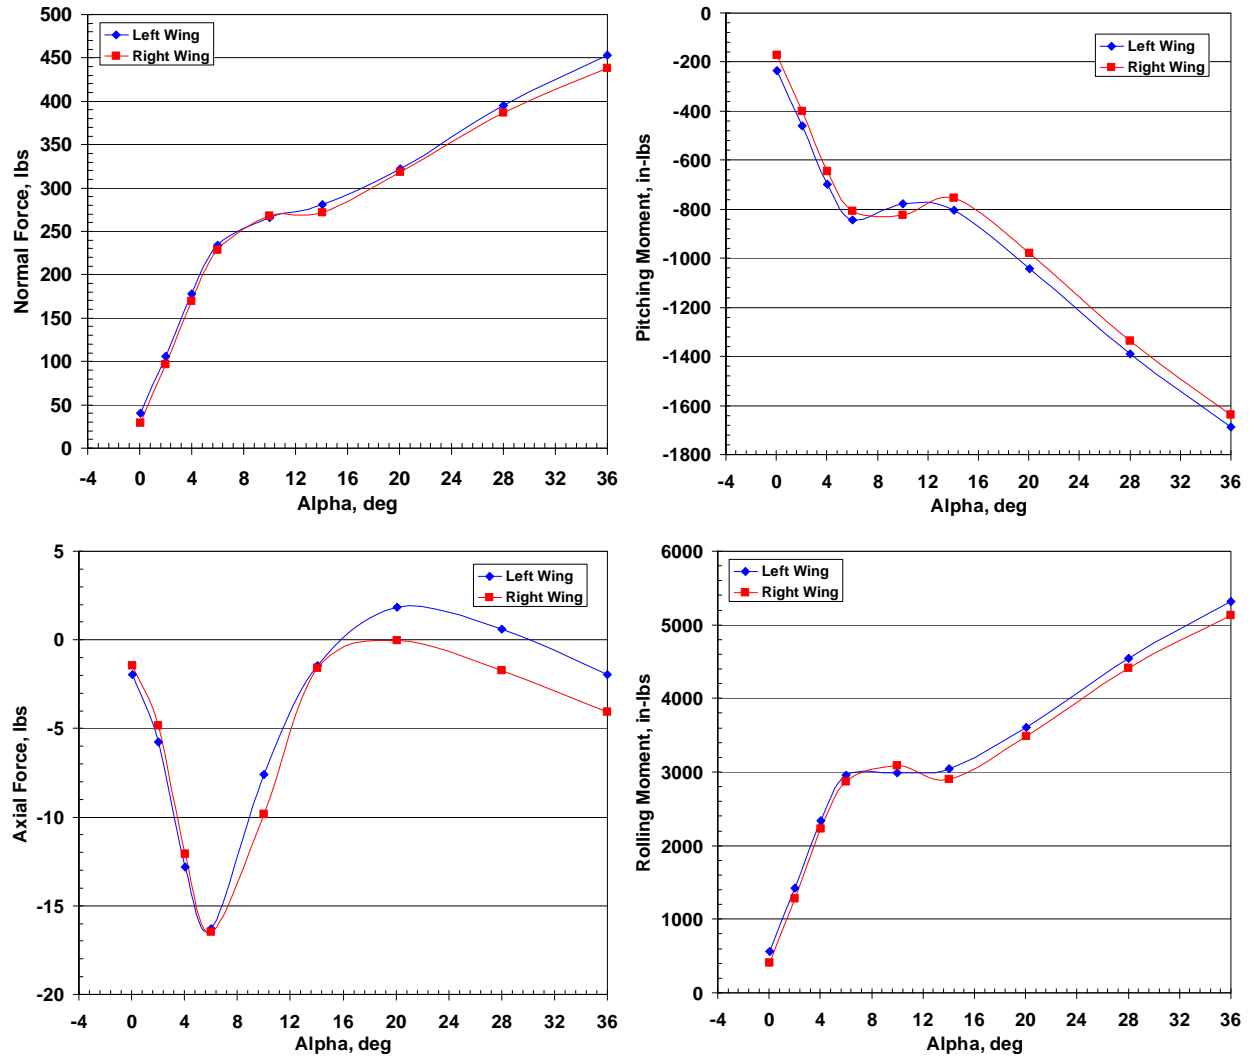 500
450
400
350
300
250
200
150
100
50
0
Normal Force, lbs
Left Wing
Right Wing
-4 0 4 8 12 16 20 24 28 32 36
Alpha, deg
0
-200
-400
-600
-800
-1000
-1200
-1400
-1600
-1800
Pitching Moment, in-lbs
Left Wing
Right Wing
-4 0 4 8 12 16 20 24 28 32 36
Alpha, deg
5
0
-5
-10
-15
-20
Axial Force, lbs
Left Wing
Right Wing
-4 0 4 8 12 16 20 24 28 32 36
Alpha, deg
6000
5000
4000
3000
2000
1000
0
Rolling Moment, in-lbs
Left Wing
Right Wing
-4 0 4 8 12 16 20 24 28 32 36
Alpha, deg